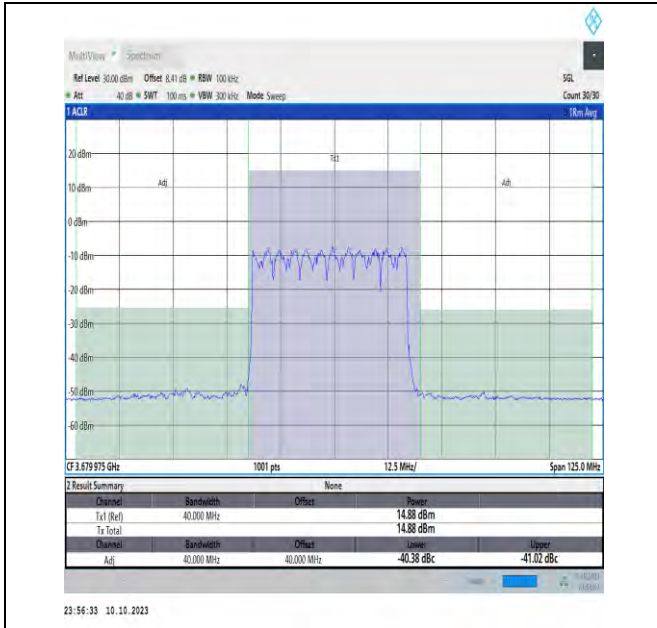 MultiView Spectrum
Ref Level 30.00 dBm Offset 8.41 dB RBW 100 kHz SGL
Att 40 dB SWT 100 ms VBW 300 kHz Mode Sweep Count 30/30
1 ACLR 1Rm Avg
Tx1
20 dBm
Adj Adj
10 dBm
0 dBm
-10 dBm
-20 dBm
-30 dBm
-40 dBm
-50 dBm
-60 dBm
CF 3.679 975 GHz 1001 pts 12.5 MHz/ Span 125.0 MHz
2 Result Summary None
Channel Bandwidth Offset Power
Tx1 (Ref) 40.000 MHz 14.88 dBm
Tx Total 14.88 dBm
Channel Bandwidth Offset Lower Upper
Adj 40.000 MHz 40.000 MHz -40.38 dBc -41.02 dBc
23:56:33 10.10.2023